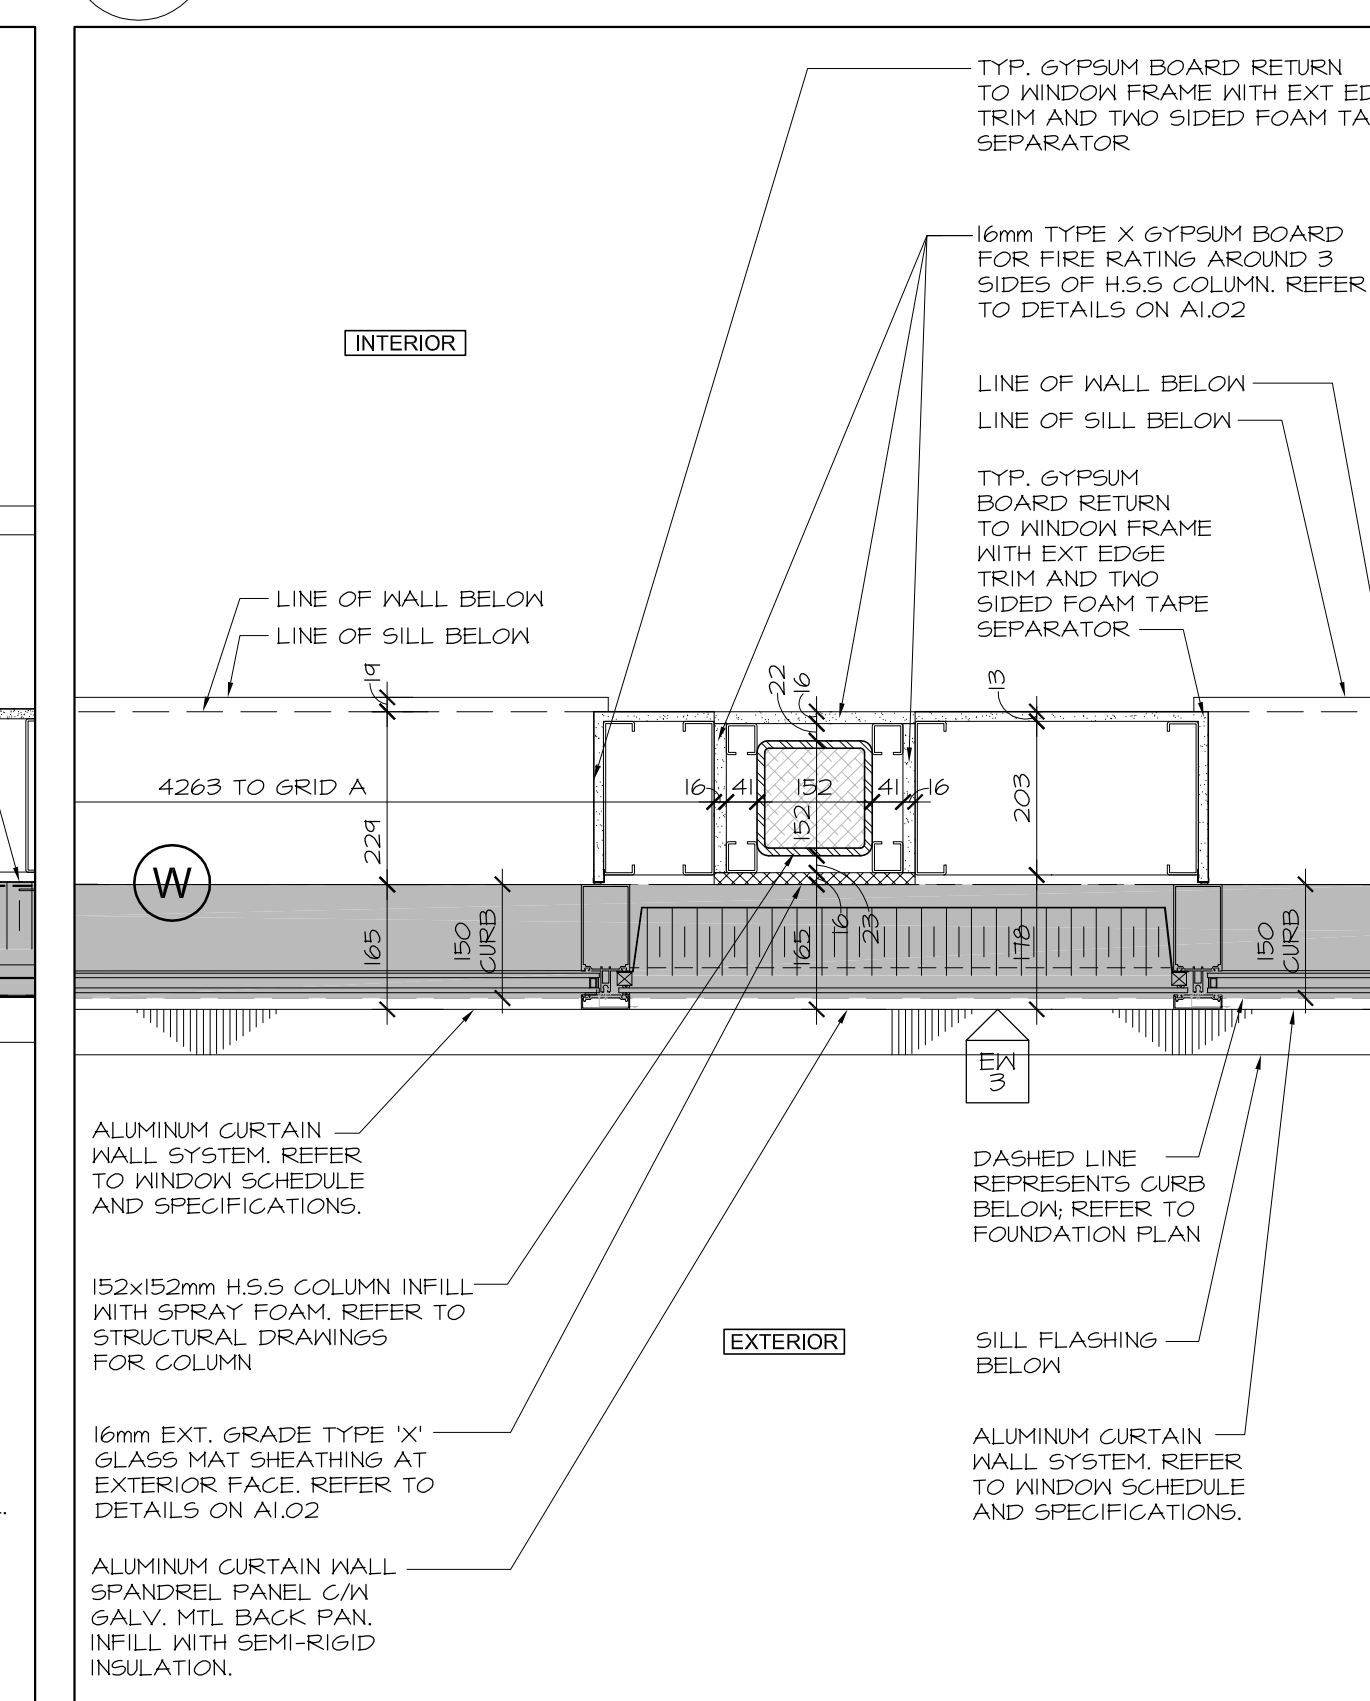 TYP. GYPSUM BOARD RETURN
TO WINDOW FRAME WITH EXT
TRIM AND TWO SIDED FOAM
SEPARATOR
16mm TYPE X GYPSUM BOARD
FOR FIRE RATING AROUND 3
SIDES OF H.S.S COLUMN. REFER
TO DETAILS ON A1.02
INTERIOR
LINE OF WALL BELOW
LINE OF SILL BELOW
TYP. GYPSUM
BOARD RETURN
TO WINDOW FRAME
WITH EXT EDGE
TRIM AND TWO
SIDED FOAM TAPE
SEPARATOR
LINE OF WALL BELOW
LINE OF SILL BELOW
19
22
16
13
4263 TO GRID A
16
41
152
41
16
152
203
229
W
165
150
CURB
165
16
23
178
150
CURB
EW
3
ALUMINUM CURTAIN
WALL SYSTEM. REFER
TO WINDOW SCHEDULE
AND SPECIFICATIONS.
DASHED LINE
REPRESENTS CURB
BELOW; REFER TO
FOUNDATION PLAN
152x152mm H.S.S COLUMN INFILL
WITH SPRAY FOAM. REFER TO
STRUCTURAL DRAWINGS
FOR COLUMN
EXTERIOR
SILL FLASHING
BELOW
16mm EXT. GRADE TYPE 'X'
GLASS MAT SHEATHING AT
EXTERIOR FACE. REFER TO
DETAILS ON A1.02
ALUMINUM CURTAIN
WALL SYSTEM. REFER
TO WINDOW SCHEDULE
AND SPECIFICATIONS.
ALUMINUM CURTAIN WALL
SPANDREL PANEL C/W
GALV. MTL BACK PAN.
INFILL WITH SEMI-RIGID
INSULATION.